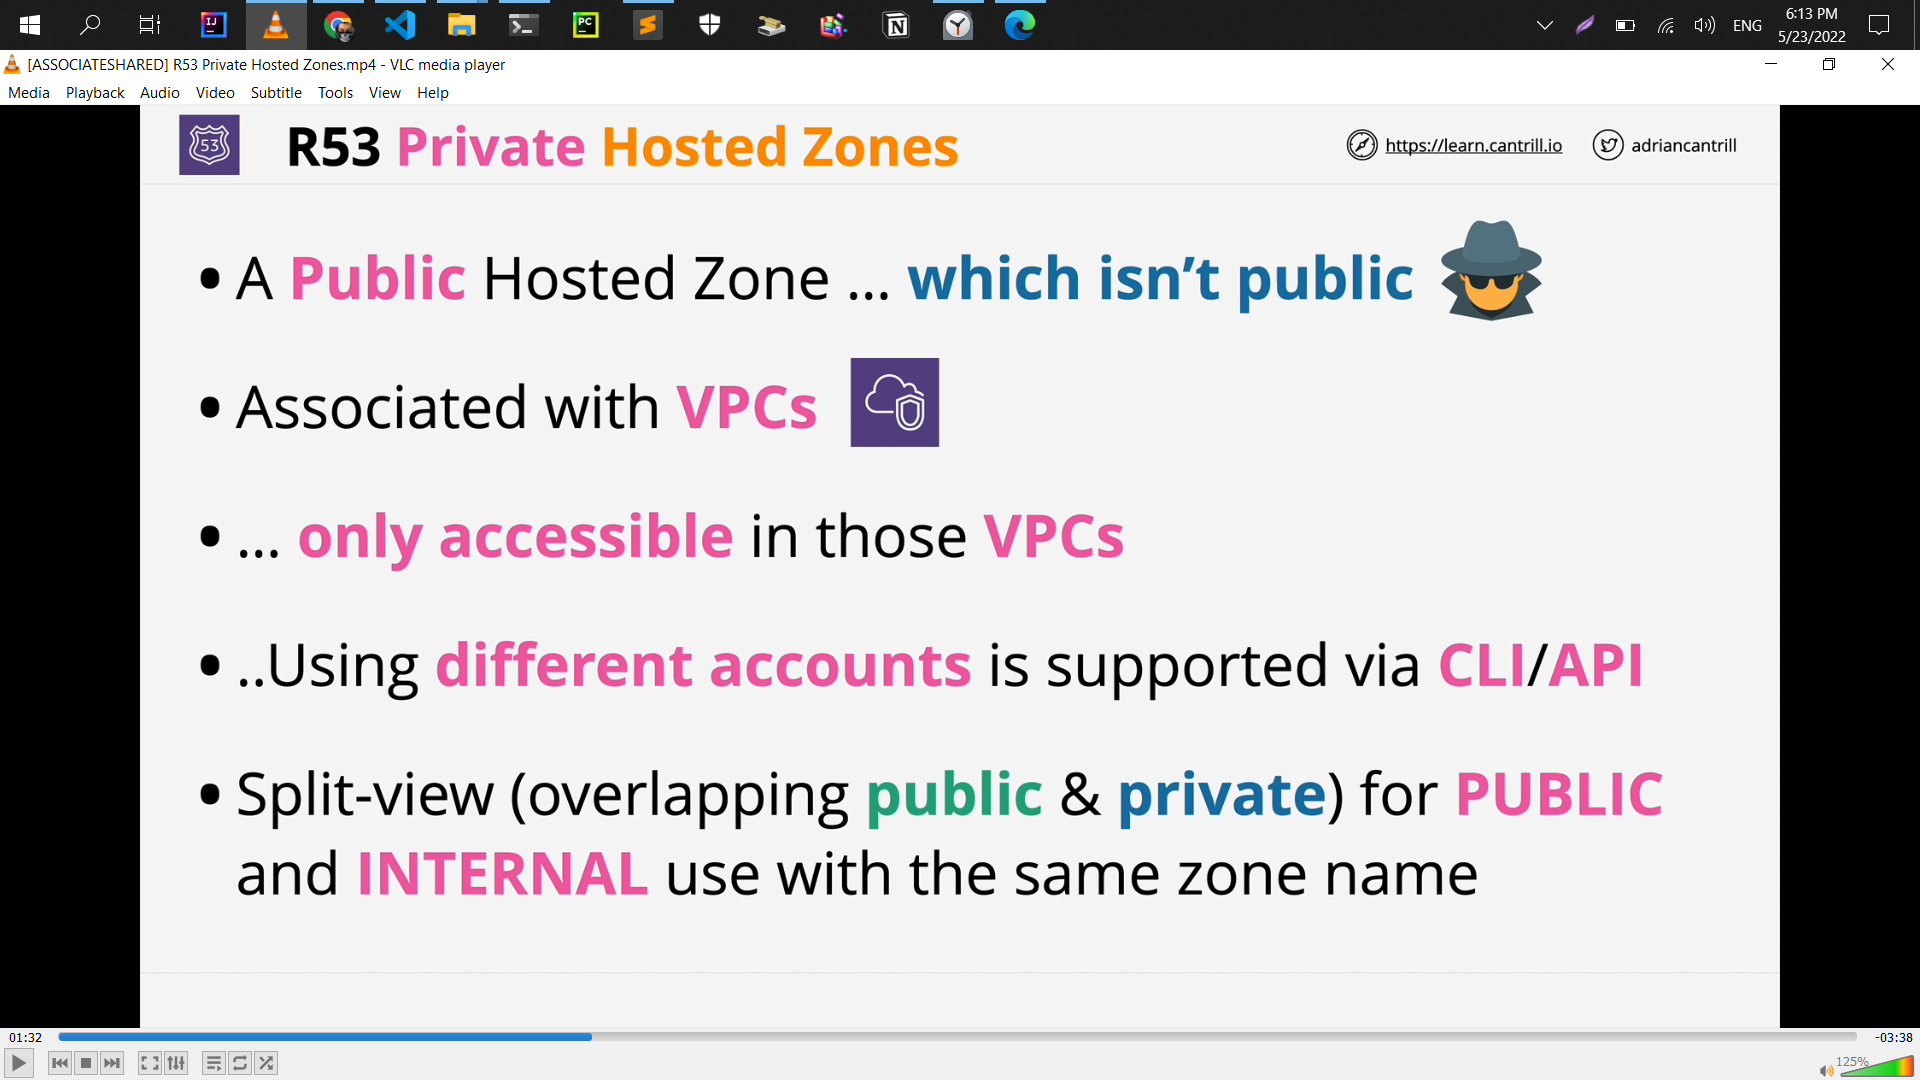 IJ
PC
N
ENG
6:13 PM
5/23/2022
[ASSOCIATESHARED] R53 Private Hosted Zones.mp4 - VLC media player
Media Playback Audio Video Subtitle Tools View Help
53
R53 Private Hosted Zones
https://learn.cantrill.io
adriancantrill
• A Public Hosted Zone ... which isn’t public
• Associated with VPCs
• ... only accessible in those VPCs
• ..Using different accounts is supported via CLI/API
• Split-view (overlapping public & private) for PUBLIC
and INTERNAL use with the same zone name
01:32
-03:38
125%